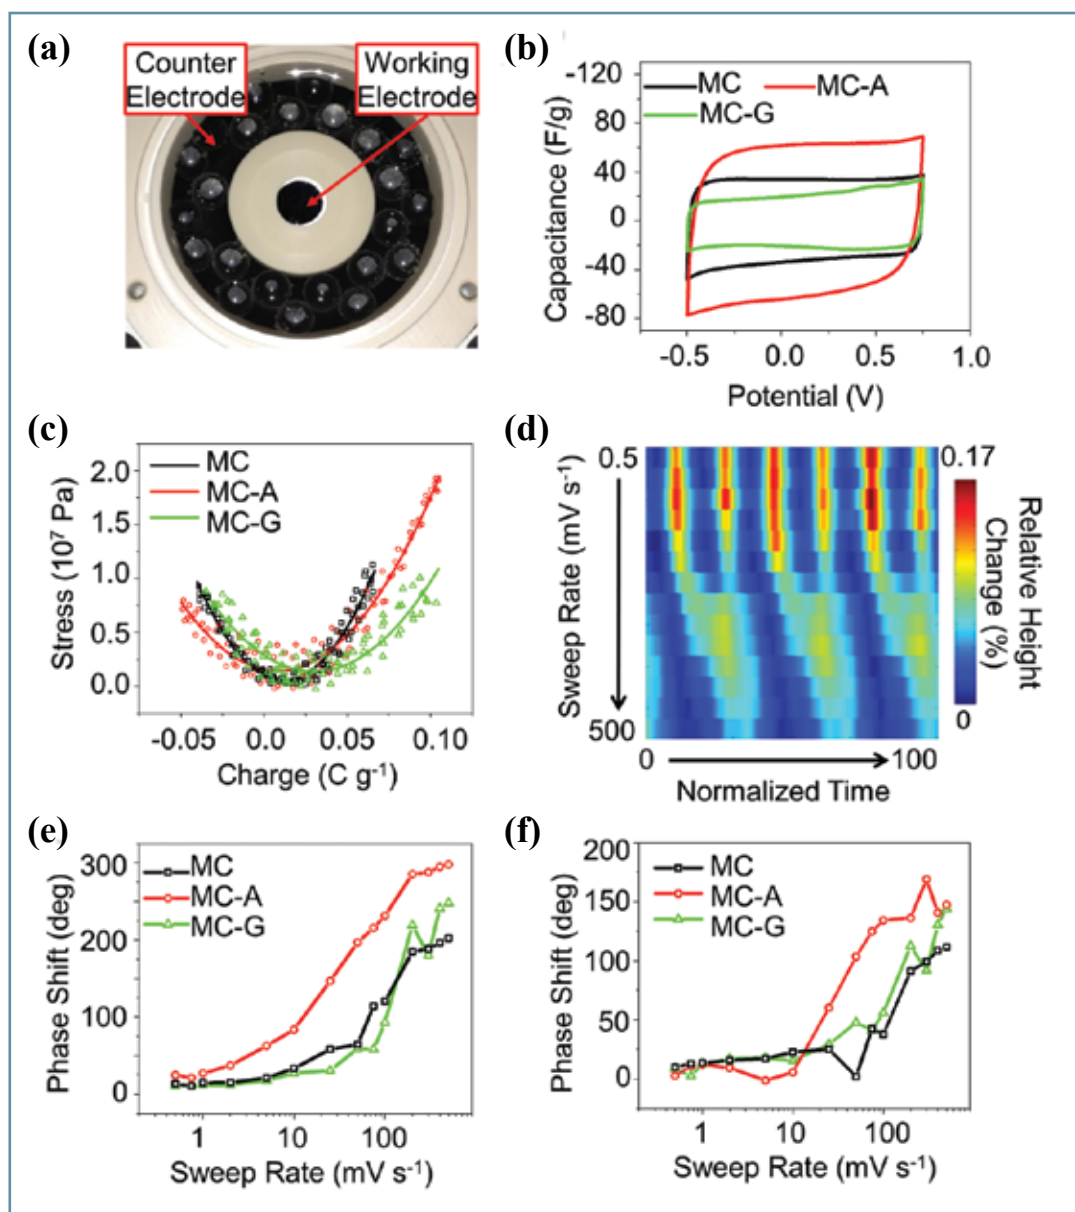 (a)
Counter
Electrode
Working
Electrode
(b)
-120
80
40
0
-40
-80
Capacitance (F/g)
MC
MC-A
MC-G
-0.5
0.0
0.5
1.0
Potential (V)
(c)
2.0
1.5
1.0
0.5
0.0
Stress (10⁷ Pa)
MC
MC-A
MC-G
-0.05
0.0
0.05
0.10
Charge (C g⁻¹)
(d)
0.5
500
Sweep Rate (mV s⁻¹)
0
100
Normalized Time
0.17
0
Relative Height
Change (%)
(e)
300
200
100
0
Phase Shift (deg)
MC
MC-A
MC-G
1
10
100
Sweep Rate (mV s⁻¹)
(f)
200
150
100
50
0
Phase Shift (deg)
MC
MC-A
MC-G
1
10
100
Sweep Rate (mV s⁻¹)